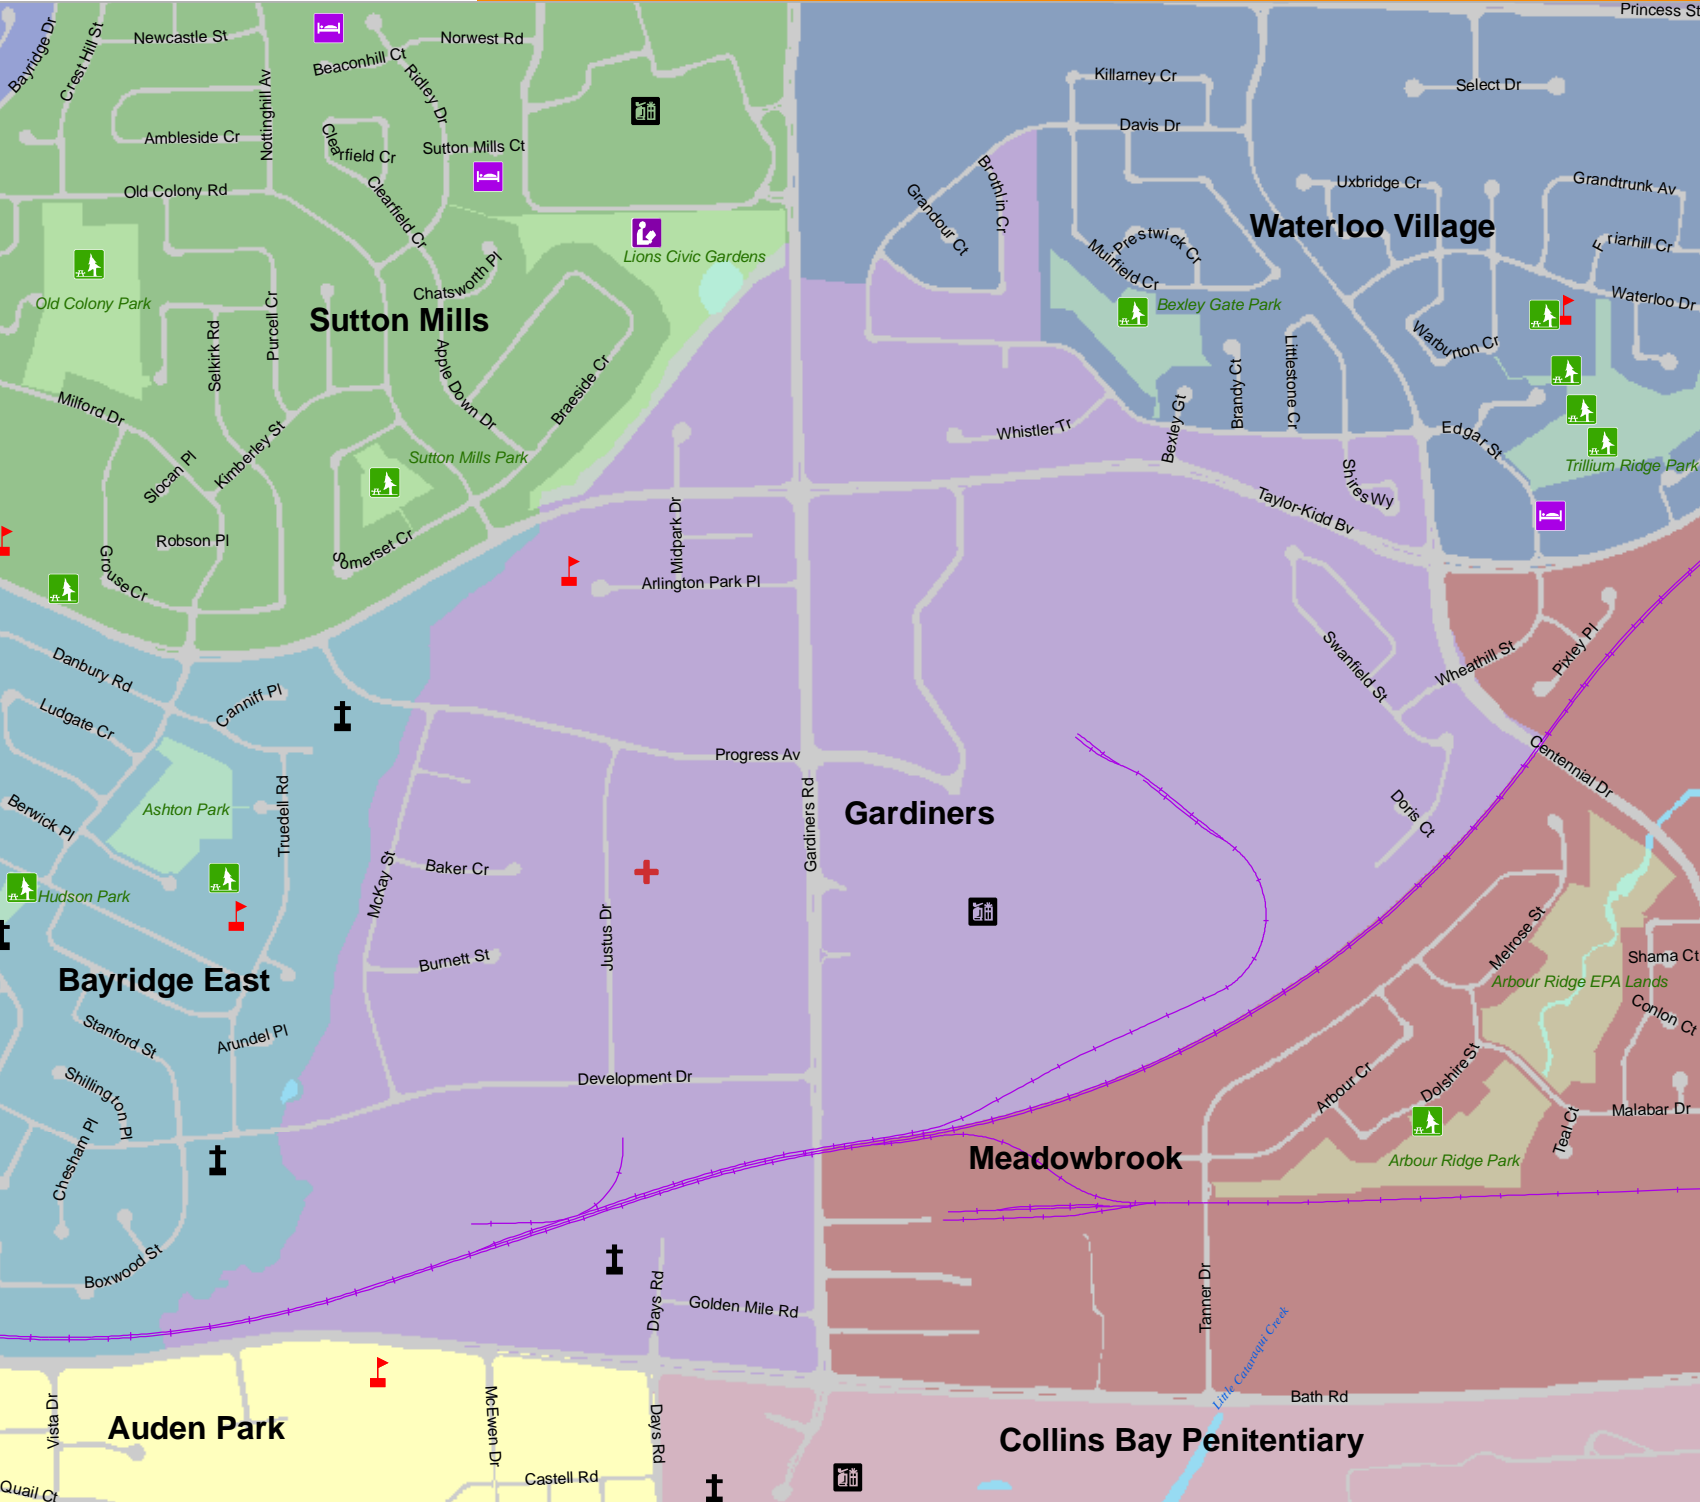 Princess St
Bayridge Dr
Crest Hill St
Newcastle St
Norwest Rd
Beaconhill Ct
Ridley Dr
Nottinghill Av
Killarney Cr
Select Dr
Ambleside Cr
Clearfield Cr
Sutton Mills Ct
Davis Dr
Old Colony Rd
Clearfield Cr
Brothlin Cr
Grandour Ct
Uxbridge Cr
Grandtrunk Av
Waterloo Village
Prestwick Cr
Muirfield Cr
Friarhill Cr
Lions Civic Gardens
Chatsworth Pl
Old Colony Park
Sutton Mills
Bexley Gate Park
Waterloo Dr
Selkirk Rd
Purcell Cr
Apple Down Dr
Braeside Cr
Warburton Cr
Littlestone Cr
Brandy Ct
Milford Dr
Kimberley St
Slocan Pl
Sutton Mills Park
Whistler Tr
Bexley Gt
Edgar St
Trillium Ridge Park
Shires Wy
Taylor-Kidd Bv
Robson Pl
Somerset Cr
Midpark Dr
Grouse Cr
Arlington Park Pl
Danbury Rd
Canniff Pl
Ludgate Cr
Swanfield St
Wheathill St
Pixley Pl
Progress Av
Centennial Dr
Gardiners Rd
Gardiners
Ashton Park
Truedell Rd
Berwick Pl
Doris Ct
McKay St
Baker Cr
Hudson Park
Justus Dr
Burnett St
Melrose St
Shama Ct
Bayridge East
Arbour Ridge EPA Lands
Conlon Ct
Stanford St
Arundel Pl
Shillington Pl
Development Dr
Arbour Cr
Dolshire St
Malabar Dr
Teal Ct
Chesham Pl
Meadowbrook
Arbour Ridge Park
Boxwood St
Days Rd
Golden Mile Rd
Tanner Dr
Little Cataraqui Creek
Bath Rd
Vista Dr
Auden Park
McEwen Dr
Days Rd
Collins Bay Penitentiary
Castell Rd
Quail Ct